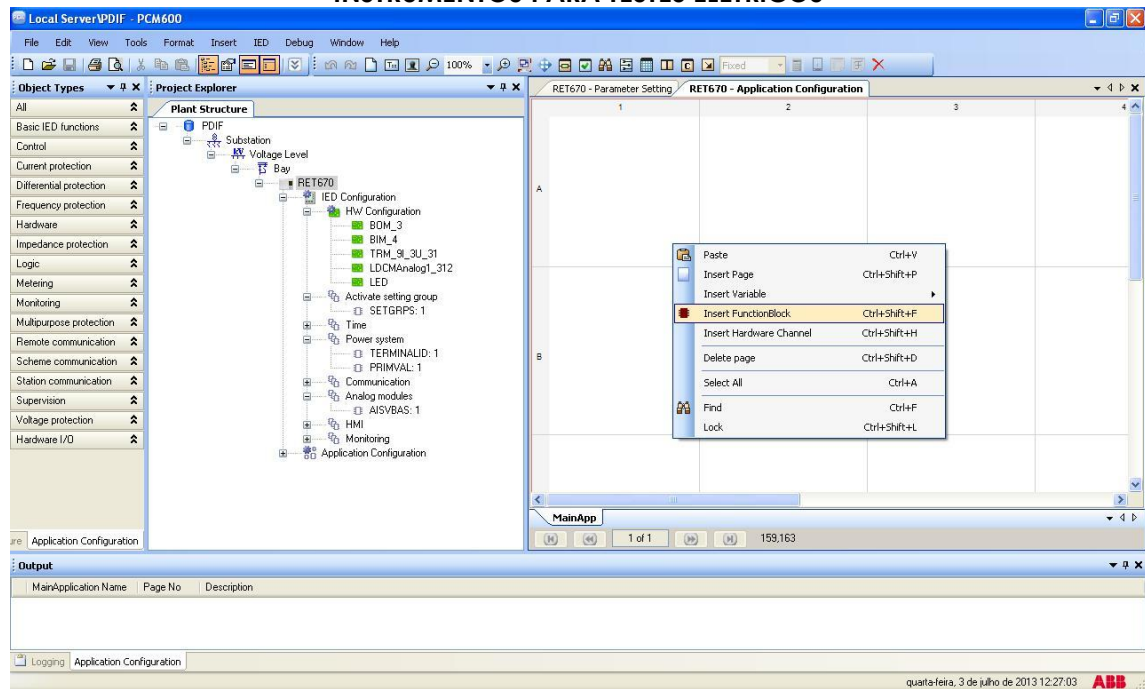 INSTRUMENTOS PARA TESTES ELÉTRICOS
Local Server\PDIF - PCM600
File Edit View Tools Format Insert IED Debug Window Help
100%
Fixed
Object Types
All
Basic IED functions
Control
Current protection
Differential protection
Frequency protection
Hardware
Impedance protection
Logic
Metering
Monitoring
Multipurpose protection
Remote communication
Scheme communication
Station communication
Supervision
Voltage protection
Hardware I/O
re Application Configuration
Project Explorer
Plant Structure
PDIF
Substation
Voltage Level
Bay
RET670
IED Configuration
HW Configuration
BOM_3
BIM_4
TRM_9I_3U_31
LDCMAnalog1_312
LED
Activate setting group
SETGRPS: 1
Time
Power system
TERMINALID: 1
PRIMVAL: 1
Communication
Analog modules
AISVBAS: 1
HMI
Monitoring
Application Configuration
RET670 - Parameter Setting RET670 - Application Configuration
1 2 3 4
A
B
Paste Ctrl+V
Insert Page Ctrl+Shift+P
Insert Variable
Insert FunctionBlock Ctrl+Shift+F
Insert Hardware Channel Ctrl+Shift+H
Delete page Ctrl+Shift+D
Select All Ctrl+A
Find Ctrl+F
Lock Ctrl+Shift+L
MainApp
1 of 1 159,163
Output
MainApplication Name Page No Description
Logging Application Configuration
quarta-feira, 3 de julho de 2013 12:27:03 ABB